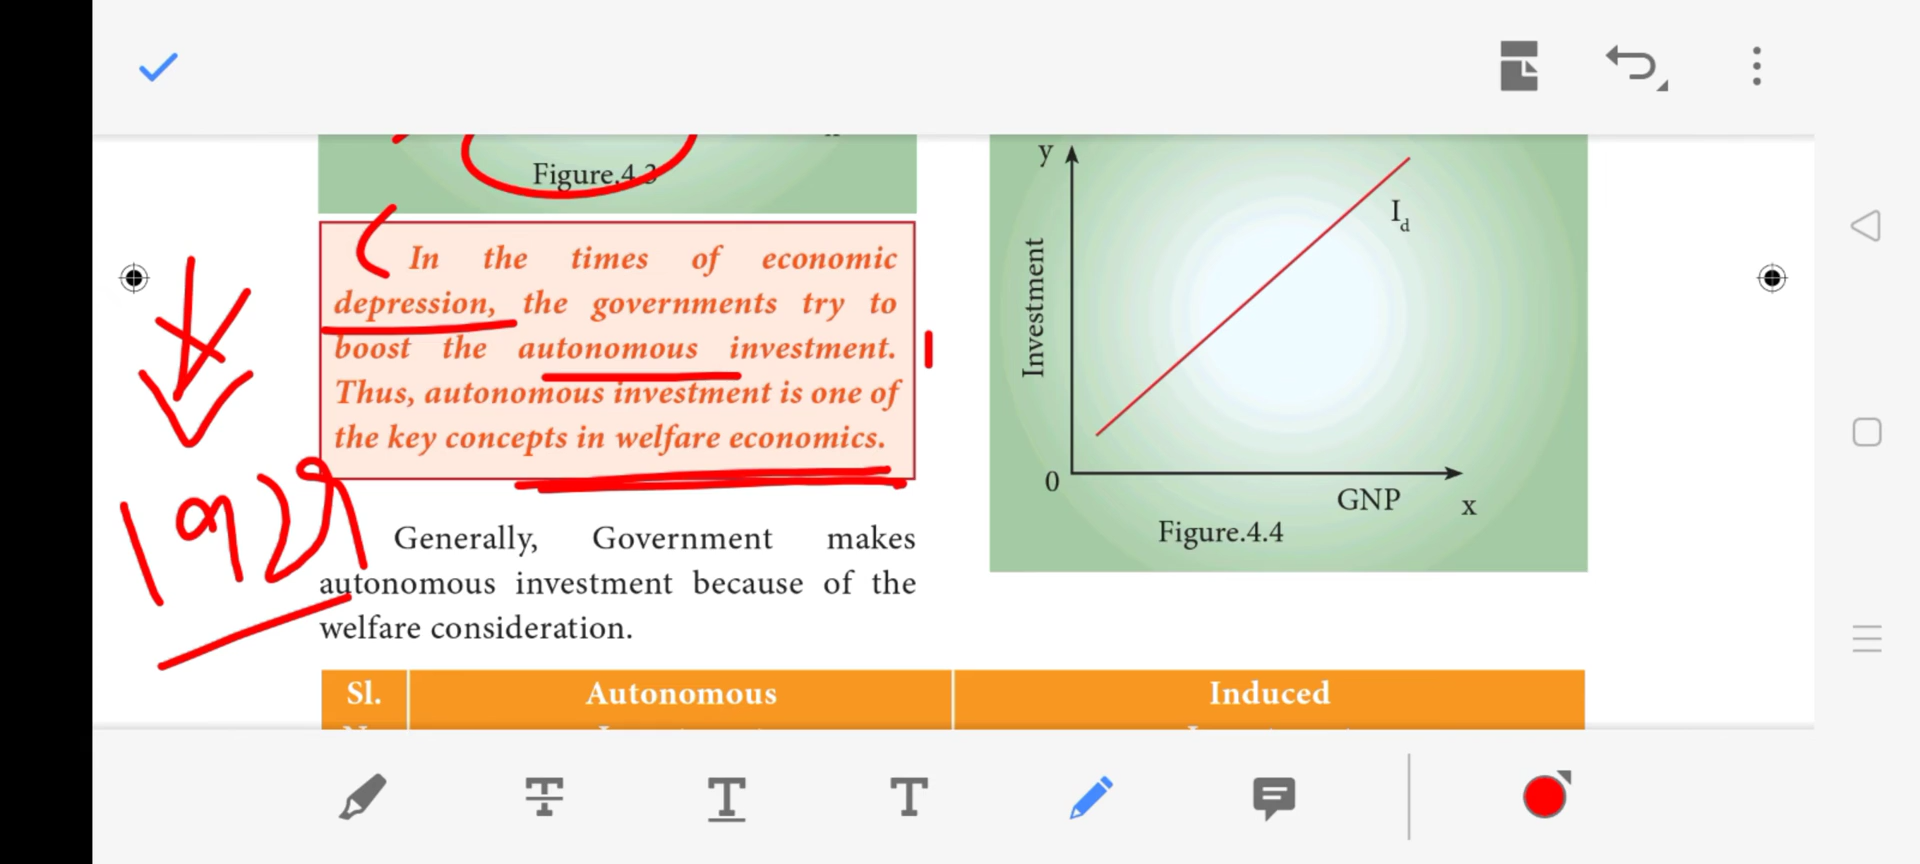 Figure.4.3
In the times of economic
depression, the governments try to
boost the autonomous investment.
Thus, autonomous investment is one of
the key concepts in welfare economics.
1929
Generally, Government makes
autonomous investment because of the
welfare consideration.
y
Investment
I_d
0
GNP
x
Figure.4.4
Sl.
Autonomous
Induced